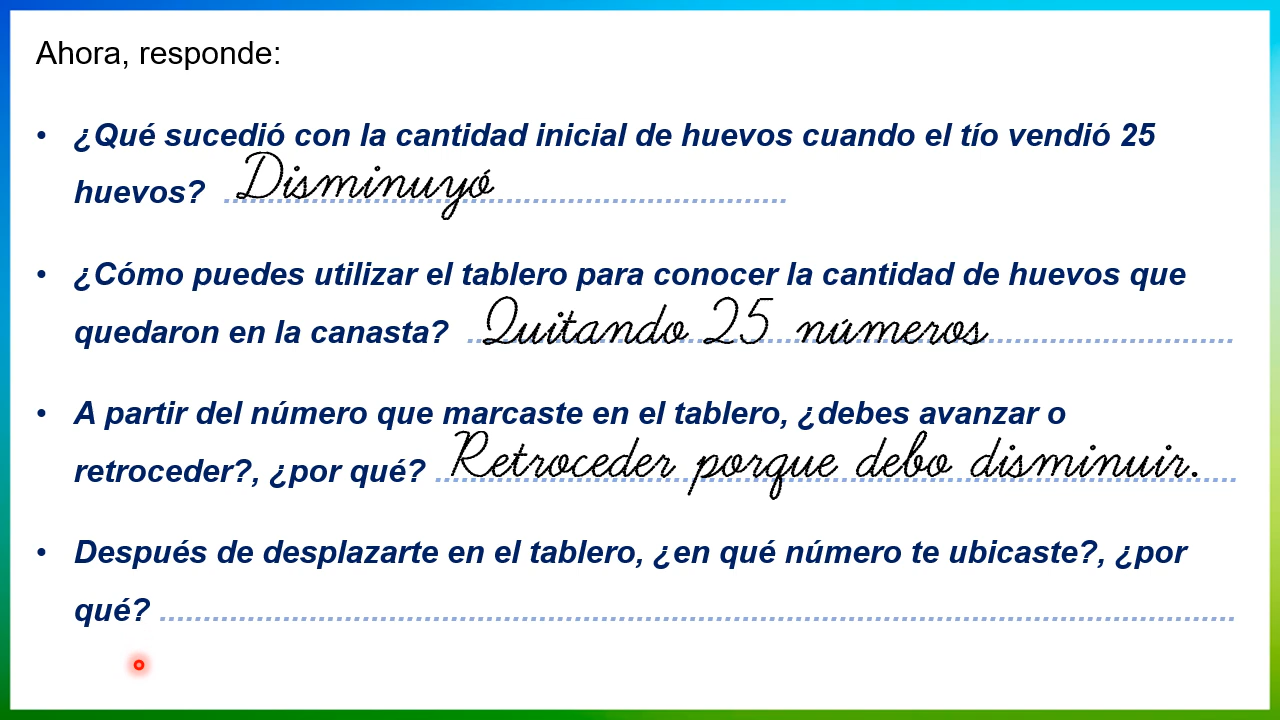 Ahora, responde:
• ¿Qué sucedió con la cantidad inicial de huevos cuando el tío vendió 25
huevos? Disminuyó
• ¿Cómo puedes utilizar el tablero para conocer la cantidad de huevos que
quedaron en la canasta? Quitando 25 números
• A partir del número que marcaste en el tablero, ¿debes avanzar o
retroceder?, ¿por qué? Retroceder porque debo disminuir.
• Después de desplazarte en el tablero, ¿en qué número te ubicaste?, ¿por
qué?